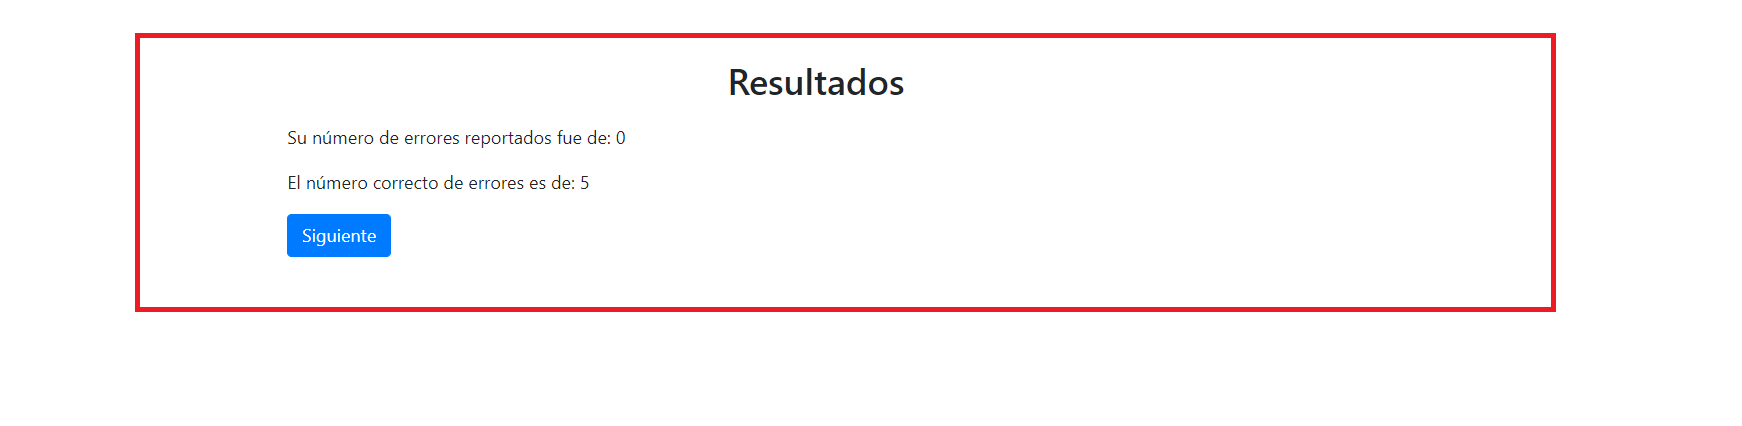 Resultados
Su número de errores reportados fue de: 0
El número correcto de errores es de: 5
Siguiente